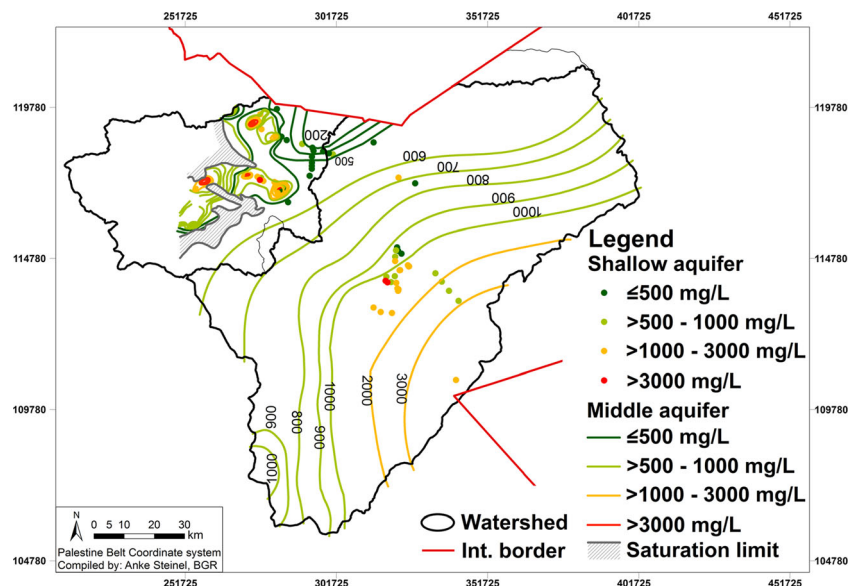 251725 301725 351725 401725 451725
119780 119780
200
500
600
700
800
900
1000
114780 114780
Legend
Shallow aquifer
≤500 mg/L
>500 - 1000 mg/L
>1000 - 3000 mg/L
>3000 mg/L
2000
3000
1000
800
900
900
1000
109780 109780
Middle aquifer
≤500 mg/L
>500 - 1000 mg/L
>1000 - 3000 mg/L
>3000 mg/L
Saturation limit
Watershed
Int. border
N
0 5 10 20 30
km
Palestine Belt Coordinate system
Compiled by: Anke Steinel, BGR
104780 104780
251725 301725 351725 401725 451725